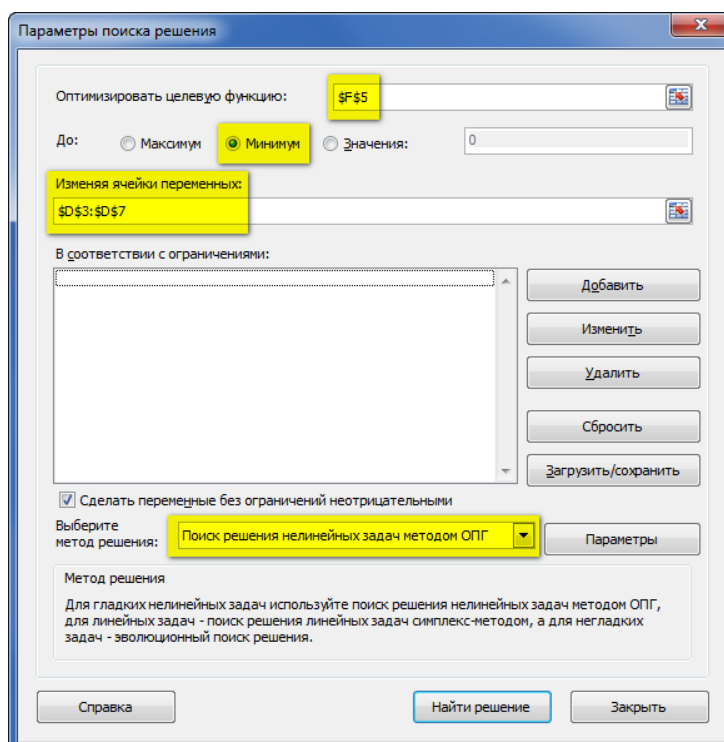 Параметры поиска решения
Оптимизировать целевую функцию: $F$5
До: Максимум Минимум Значения: 0
Изменяя ячейки переменных:
$D$3:$D$7
В соответствии с ограничениями:
Добавить
Изменить
Удалить
Сбросить
Загрузить/сохранить
Сделать переменные без ограничений неотрицательными
Выберите
метод решения: Поиск решения нелинейных задач методом ОПГ Параметры
Метод решения
Для гладких нелинейных задач используйте поиск решения нелинейных задач методом ОПГ,
для линейных задач - поиск решения линейных задач симплекс-методом, а для негладких
задач - эволюционный поиск решения.
Справка Найти решение Закрыть